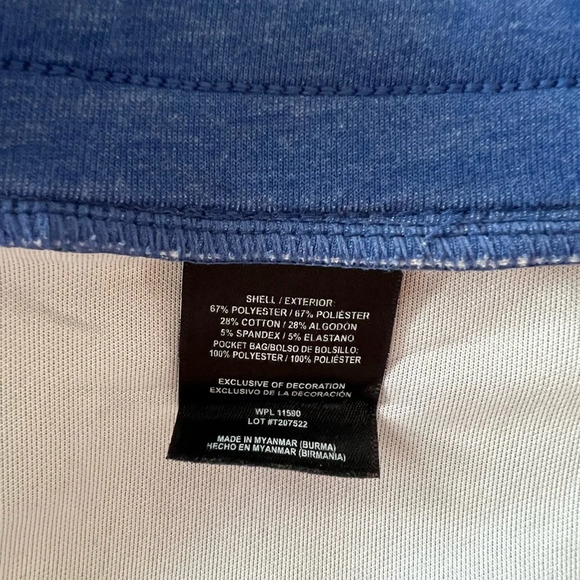 SHELL / EXTERIOR:
67% POLYESTER / 67% POLIÉSTER
28% COTTON / 28% ALGODÓN
5% SPANDEX / 5% ELASTANO
POCKET BAG/BOLSO DE BOLSILLO:
100% POLYESTER / 100% POLIÉSTER
EXCLUSIVE OF DECORATION
EXCLUSIVO DE LA DECORACIÓN
WPL 11580
LOT #T207522
MADE IN MYANMAR (BURMA)
HECHO EN MYANMAR (BIRMANIA)